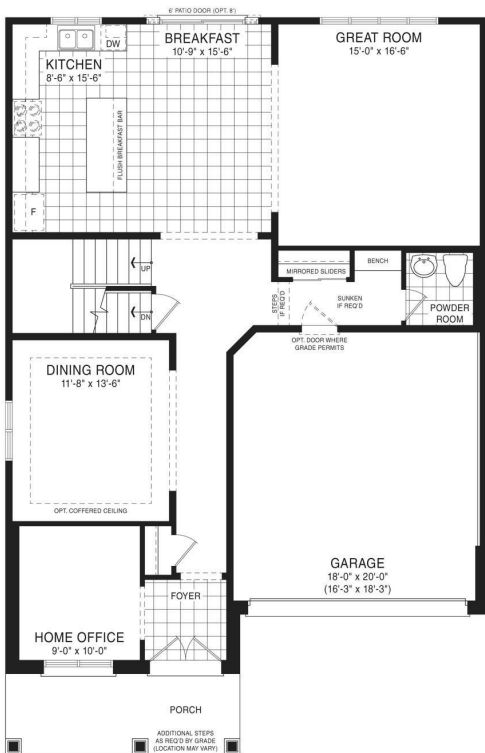 6' PATIO DOOR (OPT. 8')
DW
BREAKFAST
10'-9" x 15'-6"
GREAT ROOM
15'-0" x 16'-6"
KITCHEN
8'-6" x 15'-6"
FLUSH BREAKFAST BAR
F
UP
DN
MIRRORED SLIDERS
BENCH
STEPS
IF REQ'D
SUNKEN
IF REQ'D
POWDER
ROOM
OPT. DOOR WHERE
GRADE PERMITS
DINING ROOM
11'-8" x 13'-6"
OPT. COFFERED CEILING
GARAGE
18'-0" x 20'-0"
(16'-3" x 18'-3")
FOYER
HOME OFFICE
9'-0" x 10'-0"
PORCH
ADDITIONAL STEPS
AS REQ'D BY GRADE
(LOCATION MAY VARY)